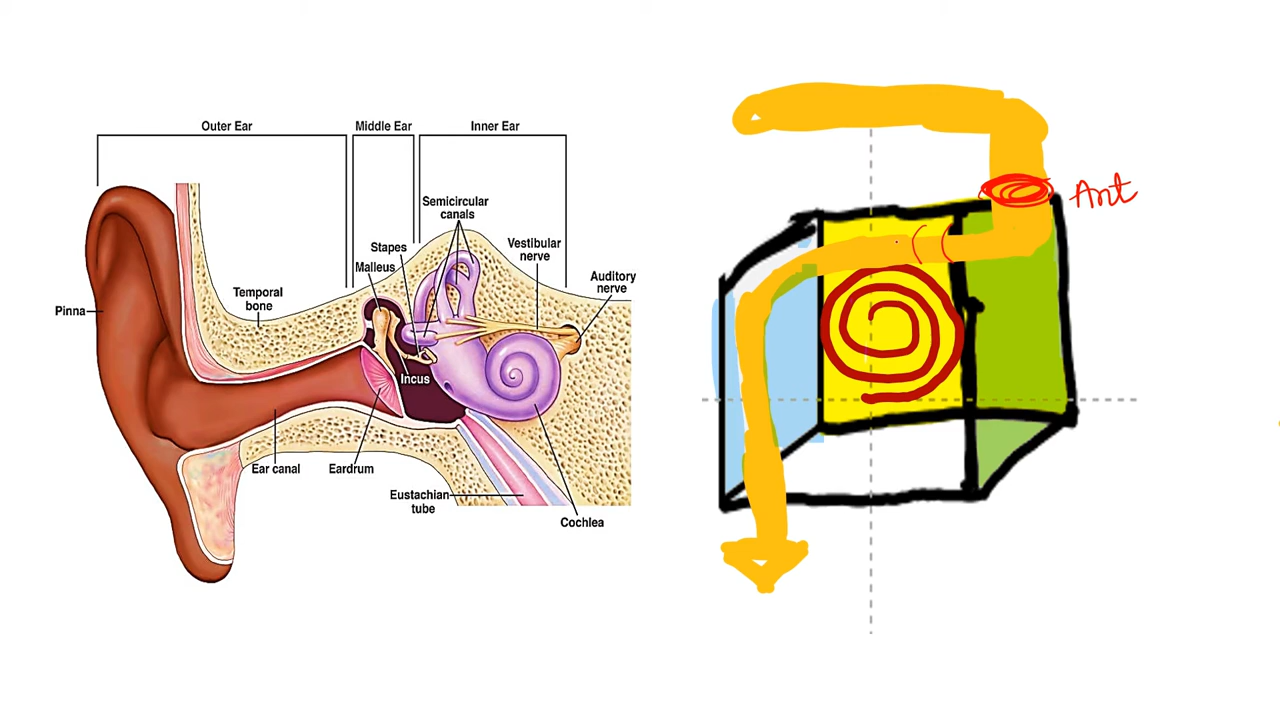 Outer Ear
Middle Ear
Inner Ear
Semicircular
canals
Stapes
Malleus
Vestibular
nerve
Auditory
nerve
Temporal
bone
Pinna
Incus
Ear canal
Eardrum
Eustachian
tube
Cochlea
Ant